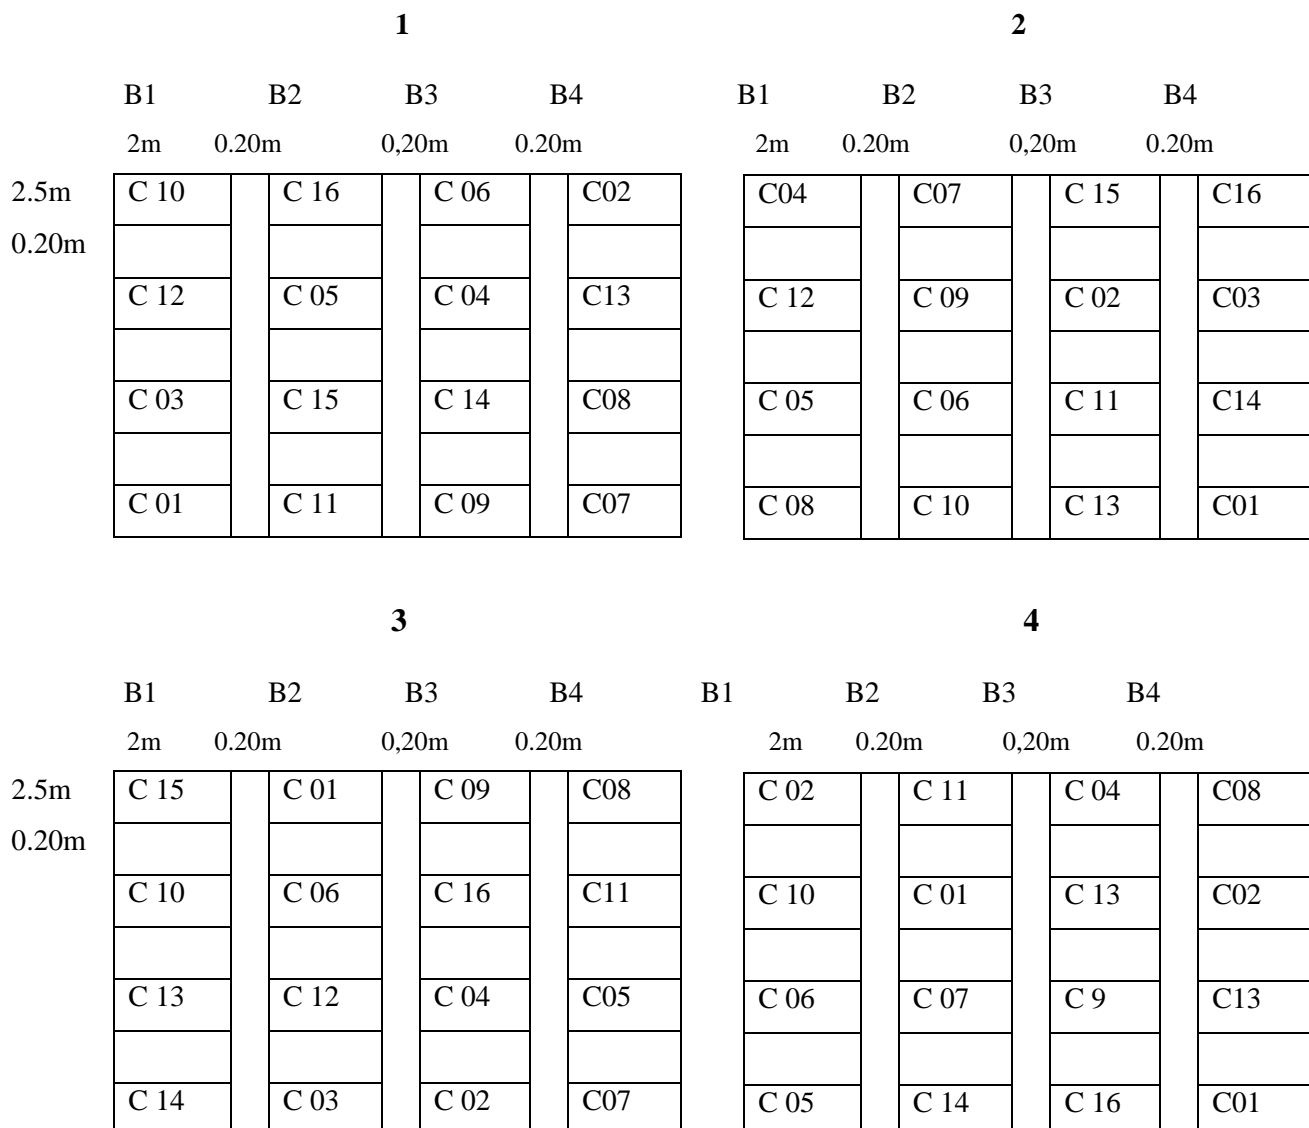 1 2
B1 B2 B3 B4 B1 B2 B3 B4
2m 0.20m 0,20m 0.20m 2m 0.20m 0,20m 0.20m
2.5m C 10 C 16 C 06 C02 C04 C07 C 15 C16
0.20m
C 12 C 05 C 04 C13 C 12 C 09 C 02 C03
C 03 C 15 C 14 C08 C 05 C 06 C 11 C14
C 01 C 11 C 09 C07 C 08 C 10 C 13 C01
3 4
B1 B2 B3 B4 B1 B2 B3 B4
2m 0.20m 0,20m 0.20m 2m 0.20m 0,20m 0.20m
2.5m C 15 C 01 C 09 C08 C 02 C 11 C 04 C08
0.20m
C 10 C 06 C 16 C11 C 10 C 01 C 13 C02
C 13 C 12 C 04 C05 C 06 C 07 C 9 C13
C 14 C 03 C 02 C07 C 05 C 14 C 16 C01